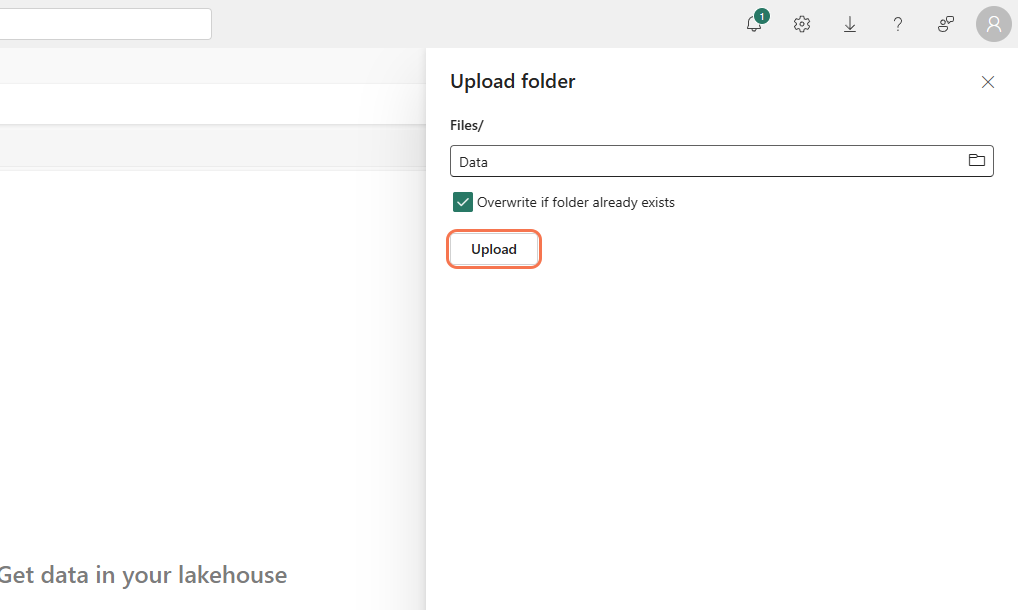 1
?
Upload folder
Files/
Data
Overwrite if folder already exists
Upload
Get data in your lakehouse